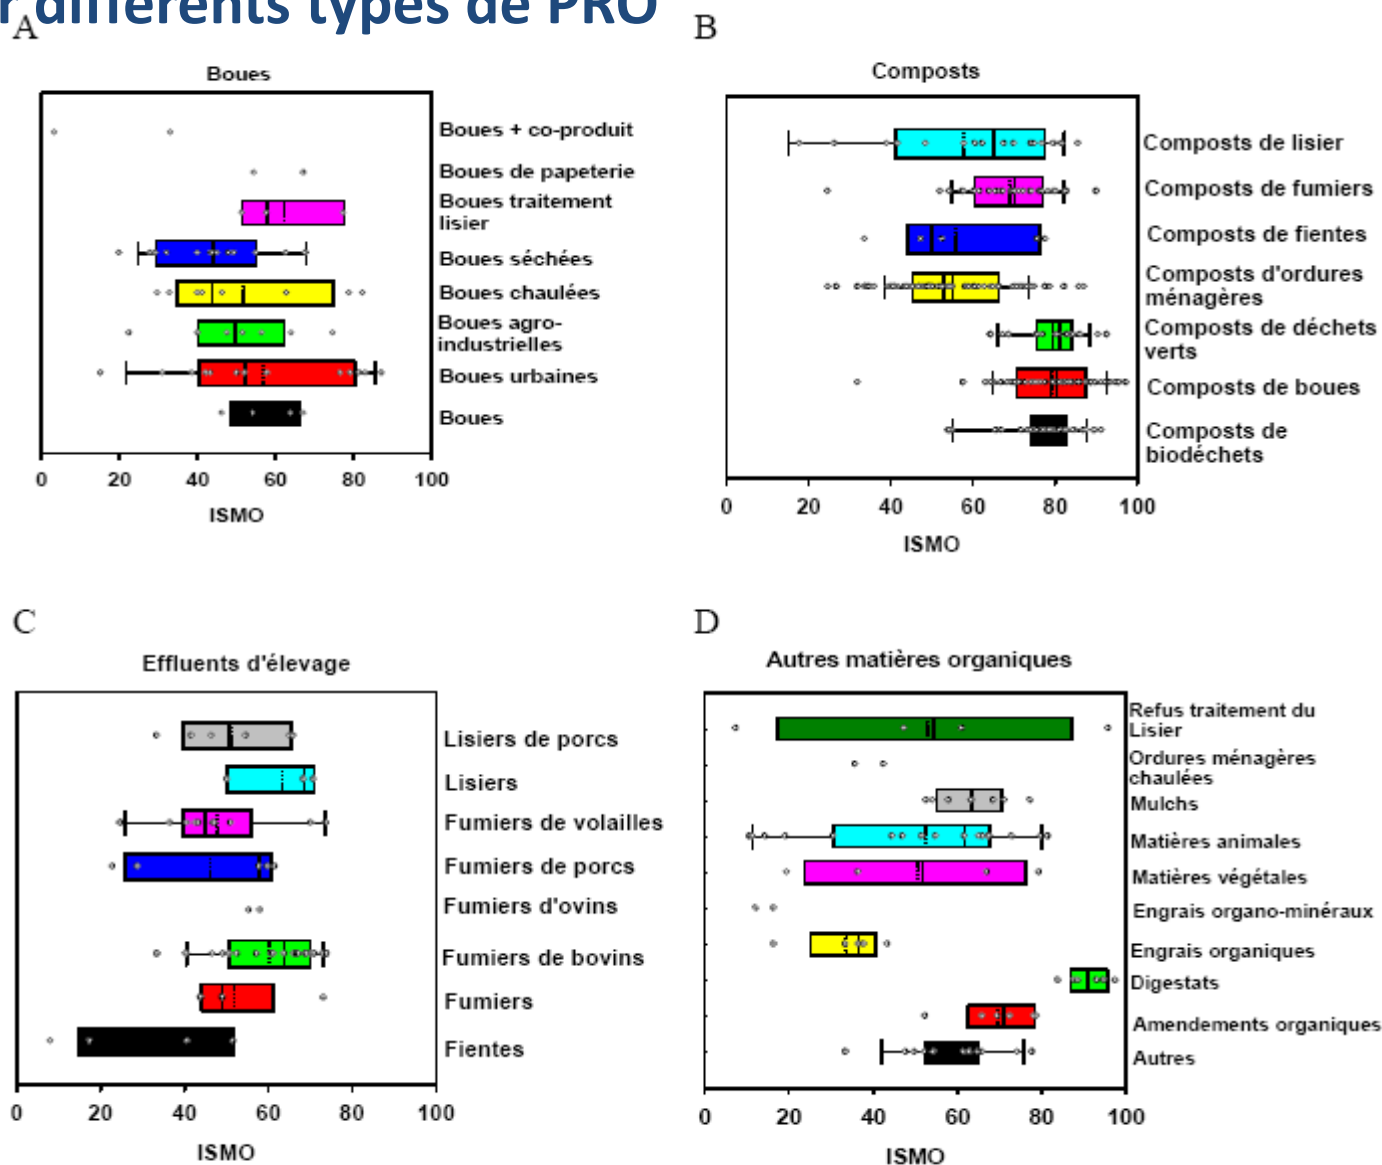 r différents types de PRO
A
Boues
Boues + co-produit
Boues de papeterie
Boues traitement
lisier
Boues séchées
Boues chaulées
Boues agro-
industrielles
Boues urbaines
Boues
0 20 40 60 80 100
ISMO
B
Composts
Composts de lisier
Composts de fumiers
Composts de fientes
Composts d'ordures
ménagères
Composts de déchets
verts
Composts de boues
Composts de
biodéchets
0 20 40 60 80 100
ISMO
C
Effluents d'élevage
Lisiers de porcs
Lisiers
Fumiers de volailles
Fumiers de porcs
Fumiers d'ovins
Fumiers de bovins
Fumiers
Fientes
0 20 40 60 80 100
ISMO
D
Autres matières organiques
Refus traitement du
Lisier
Ordures ménagères
chaulées
Mulchs
Matières animales
Matières végétales
Engrais organo-minéraux
Engrais organiques
Digestats
Amendements organiques
Autres
0 20 40 60 80 100
ISMO